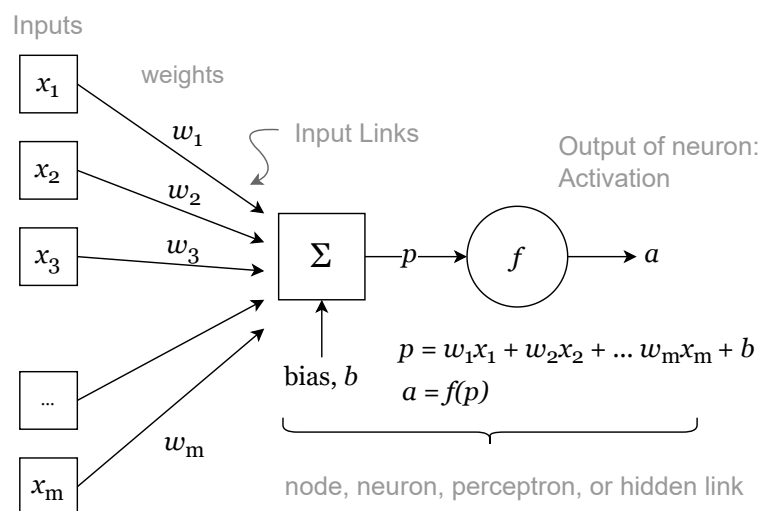 Inputs
x₁
weights
w₁
Input Links
Output of neuron:
Activation
x₂
w₂
x₃
w₃
Σ
p
f
a
p = w₁x₁ + w₂x₂ + ... wₘxₘ + b
bias, b
a = f(p)
...
wₘ
xₘ
node, neuron, perceptron, or hidden link